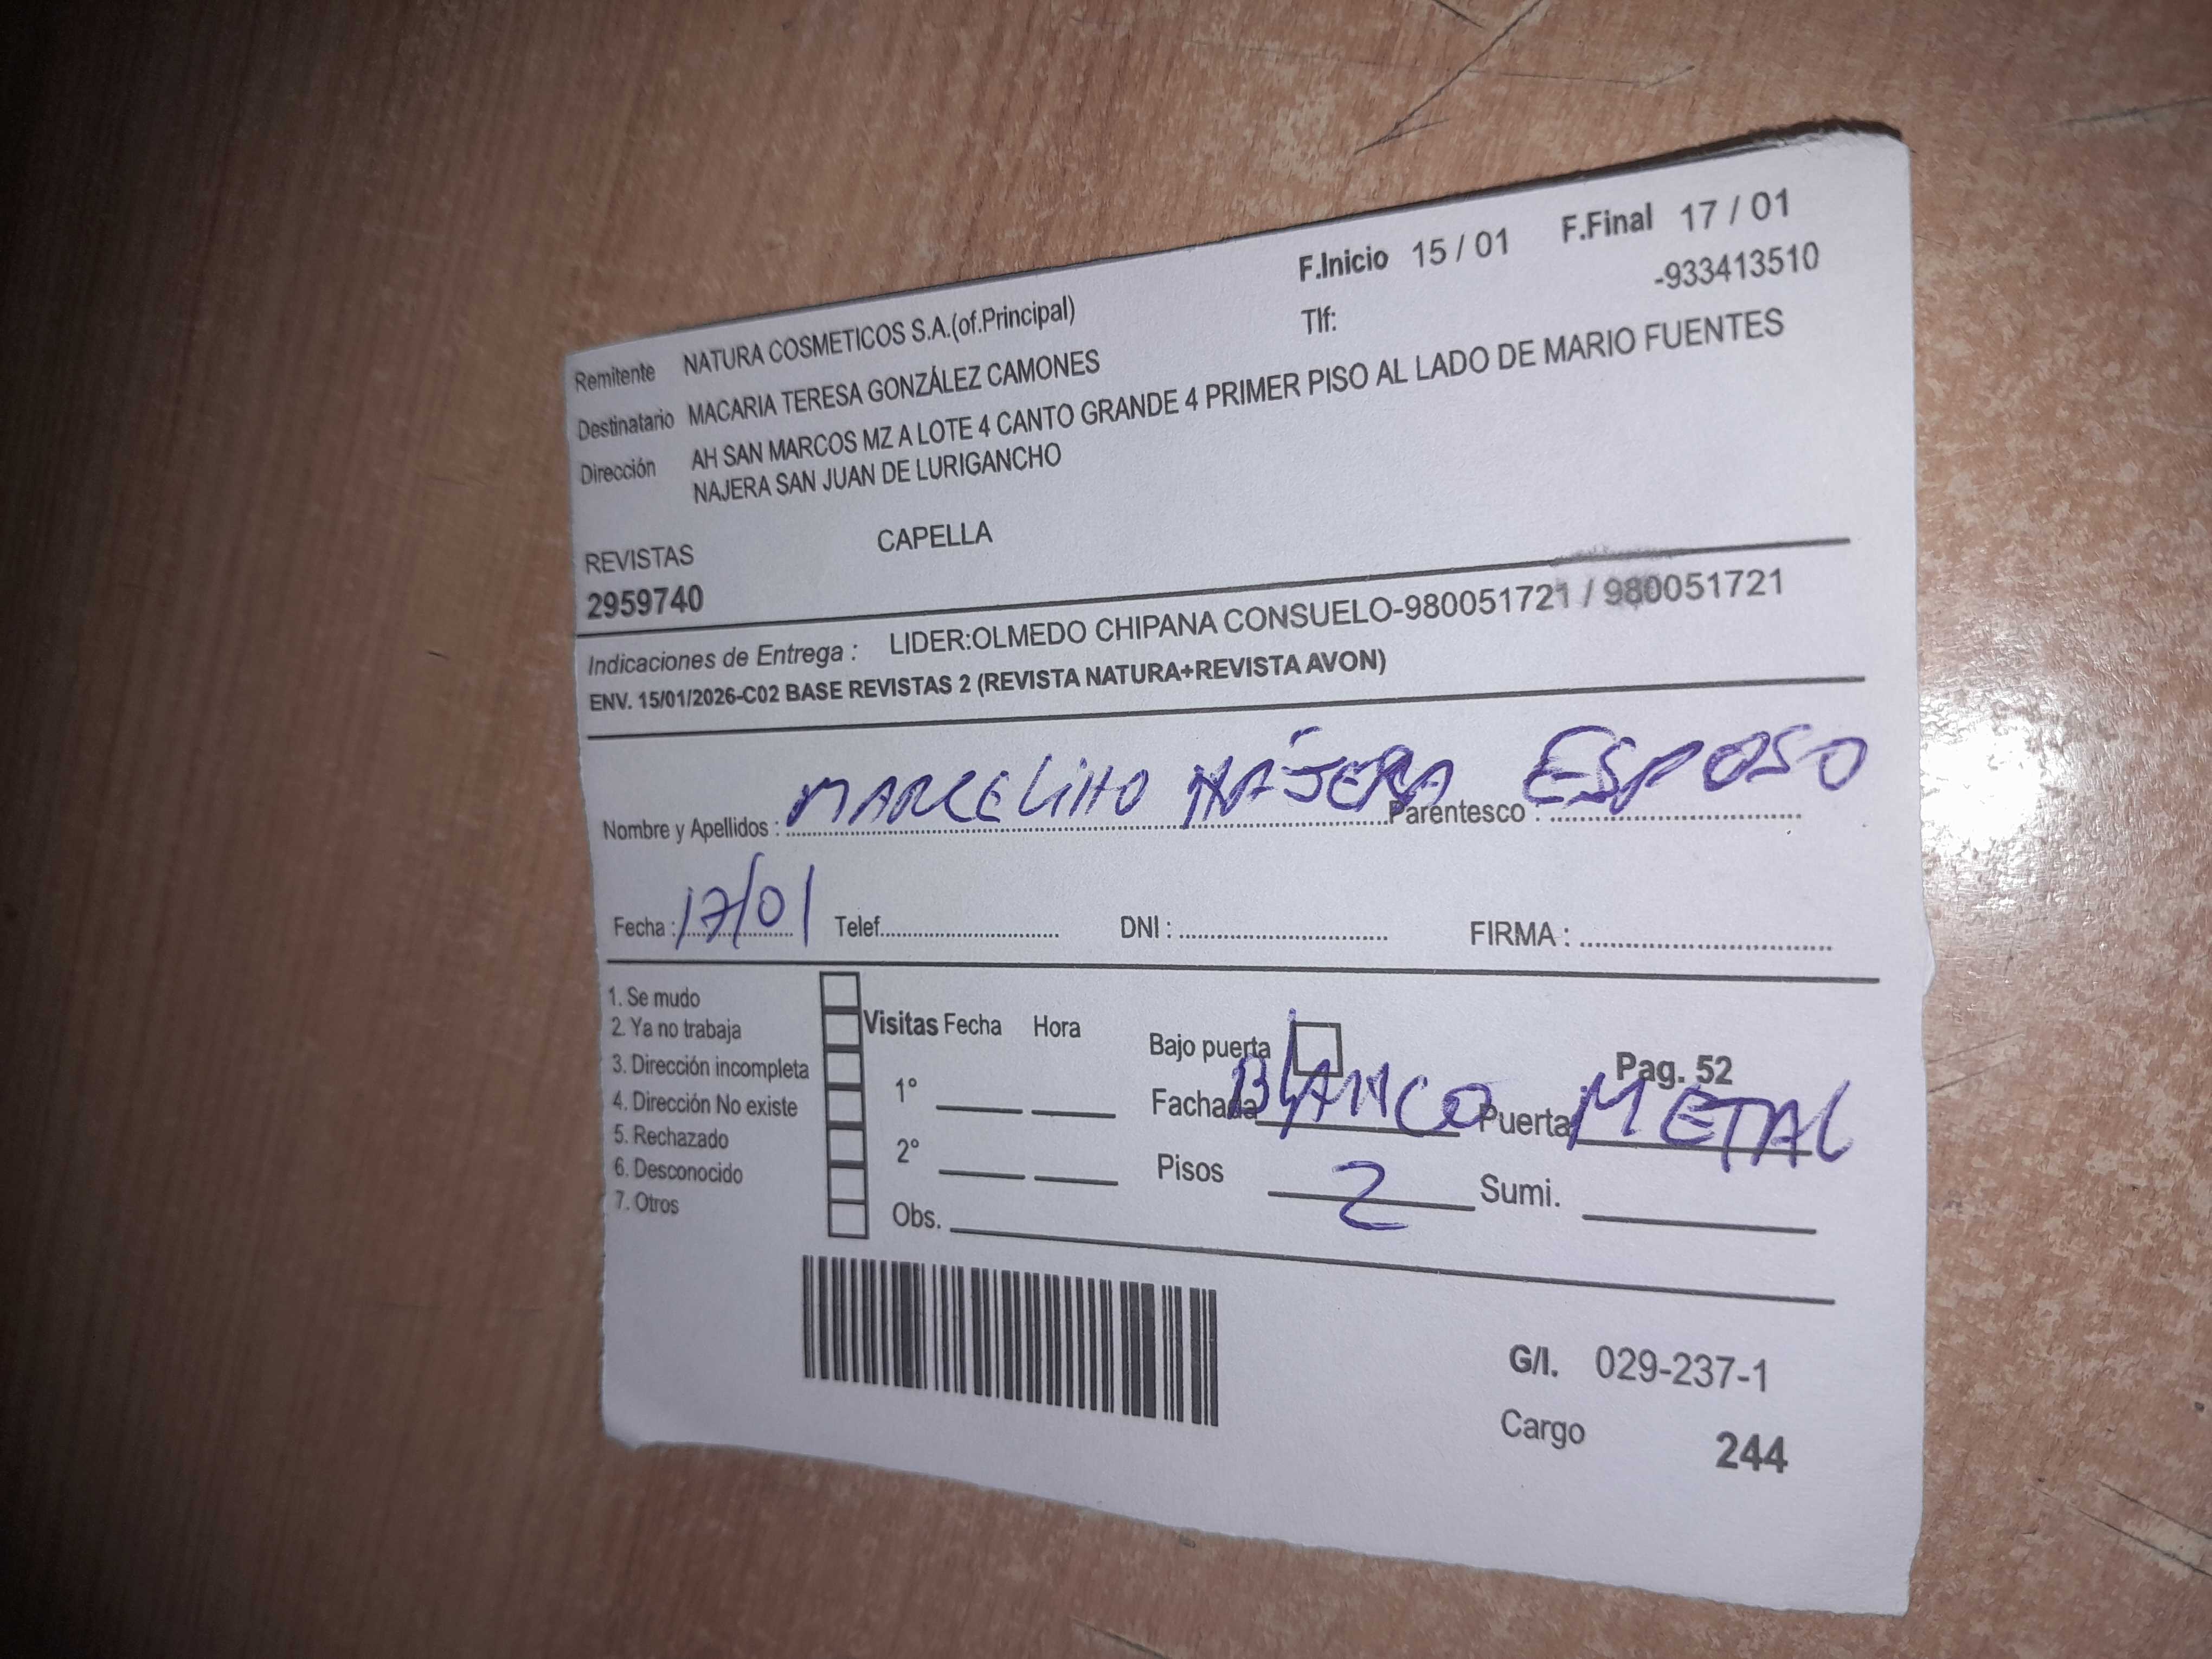 F.Inicio 15 / 01 F.Final 17 / 01
Remitente NATURA COSMETICOS S.A.(of.Principal) Tlf: -933413510
Destinatario MACARIA TERESA GONZÁLEZ CAMONES
Dirección AH SAN MARCOS MZ A LOTE 4 CANTO GRANDE 4 PRIMER PISO AL LADO DE MARIO FUENTES
NAJERA SAN JUAN DE LURIGANCHO
REVISTAS CAPELLA
2959740
Indicaciones de Entrega : LIDER:OLMEDO CHIPANA CONSUELO-980051721 / 980051721
ENV. 15/01/2026-C02 BASE REVISTAS 2 (REVISTA NATURA+REVISTA AVON)
Nombre y Apellidos : MARCELINO NÁJERA Parentesco : ESPOSO
Fecha : 17/01 Telef. DNI : FIRMA :
1. Se mudo
2. Ya no trabaja
3. Dirección incompleta
4. Dirección No existe
5. Rechazado
6. Desconocido
7. Otros
Visitas Fecha Hora
1°
2°
Obs.
Bajo puerta Pag. 52
Fachada BLANCO Puerta METAL
Pisos 2 Sumi.
G/I. 029-237-1
Cargo 244